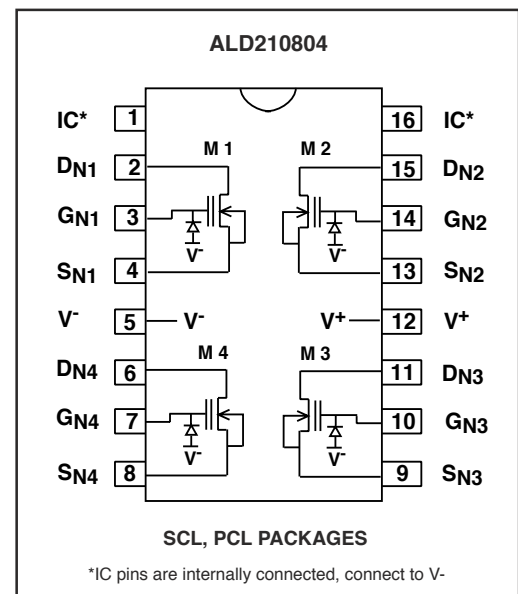 ALD210804
IC* 1 16 IC*
M 1 M 2
DN1 2 15 DN2
GN1 3 14 GN2
V- V-
SN1 4 13 SN2
V- 5 V- V+ 12 V+
M 4 M 3
DN4 6 11 DN3
GN4 7 10 GN3
V- V-
SN4 8 9 SN3
SCL, PCL PACKAGES
*IC pins are internally connected, connect to V-